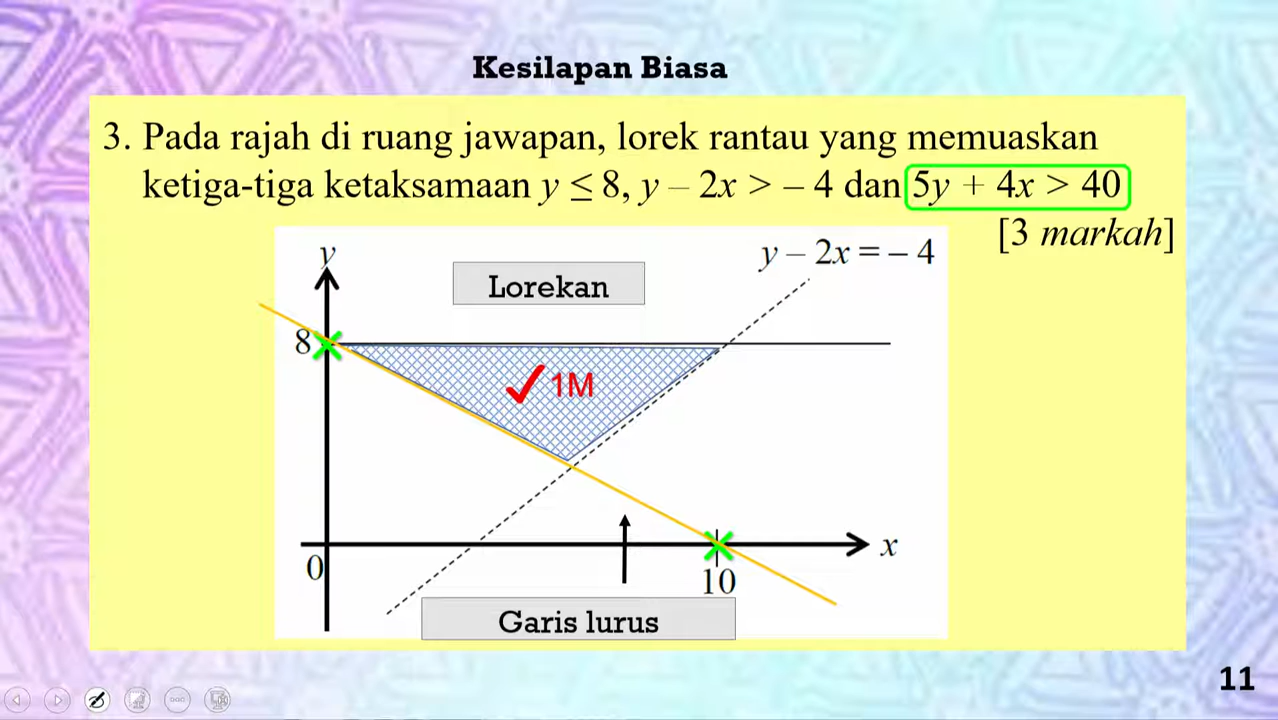 Kesilapan Biasa
3. Pada rajah di ruang jawapan, lorek rantau yang memuaskan
ketiga-tiga ketaksamaan y ≤ 8, y – 2x > – 4 dan 5y + 4x > 40
[3 markah]
y
y – 2x = – 4
Lorekan
8
✓1M
x
0
10
Garis lurus
11